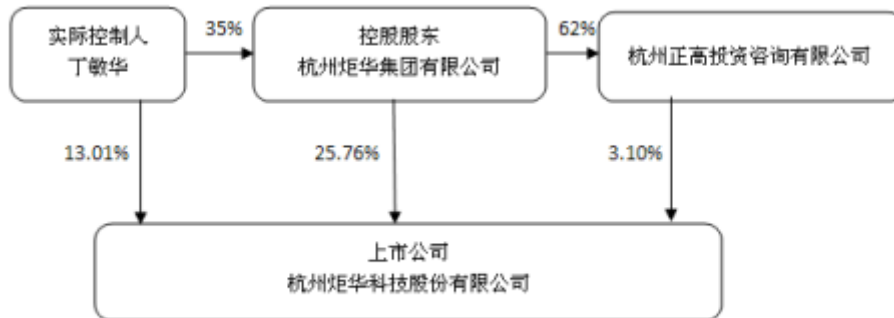 实际控制人
丁敏华
35%
控股股东
杭州炬华集团有限公司
62%
杭州正高投资咨询有限公司
13.01%
25.76%
3.10%
上市公司
杭州炬华科技股份有限公司